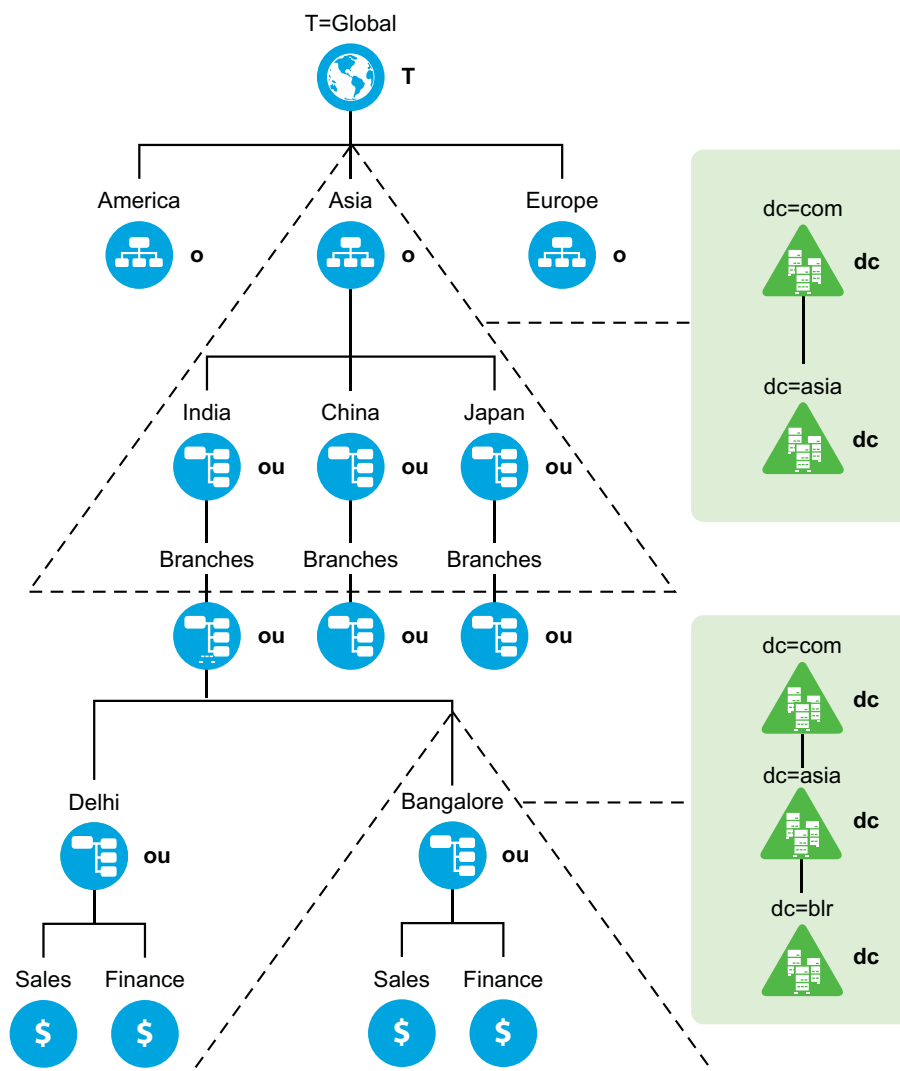 T=Global
T
America
Asia
Europe
o
o
o
dc=com
dc
dc=asia
dc
India
China
Japan
ou
ou
ou
Branches
Branches
Branches
ou
ou
ou
dc=com
dc
dc=asia
dc
dc=blr
dc
Delhi
Bangalore
ou
ou
Sales
Finance
Sales
Finance
$
$
$
$